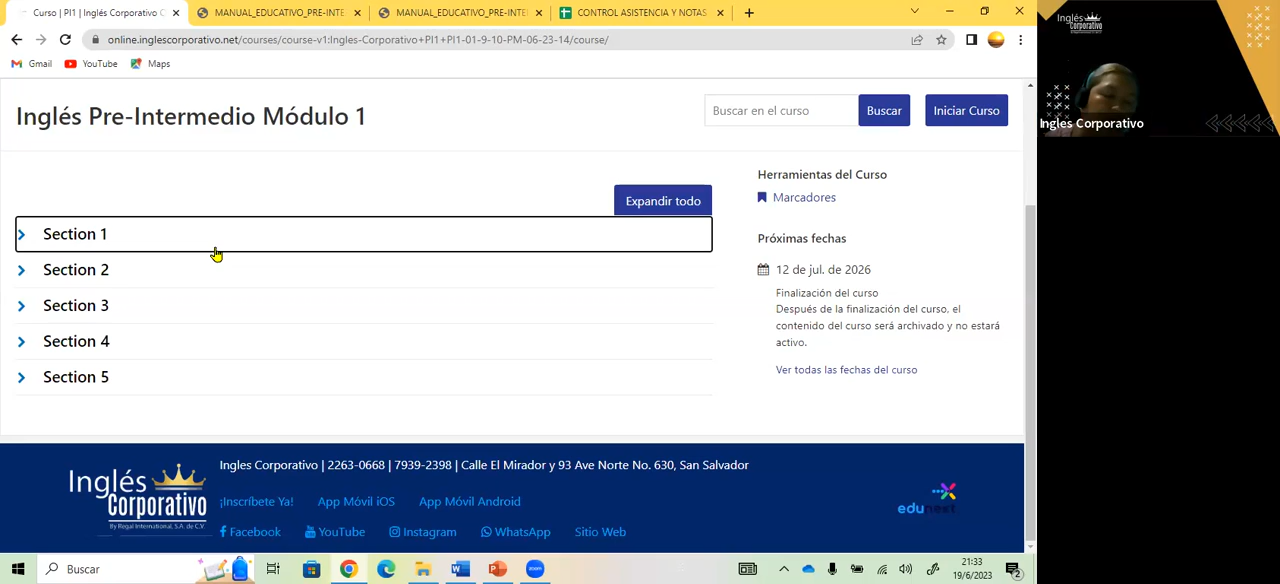 Curso | PI1 | Inglés Corporativo C
MANUAL_EDUCATIVO_PRE-INTE
MANUAL_EDUCATIVO_PRE-INTE
CONTROL ASISTENCIA Y NOTAS
online.inglescorporativo.net/courses/course-v1:Ingles-Corporativo+PI1+PI1-01-9-10-PM-06-23-14/course/
Gmail YouTube Maps
Inglés Pre-Intermedio Módulo 1
Buscar en el curso
Buscar
Iniciar Curso
Expandir todo
Section 1
Section 2
Section 3
Section 4
Section 5
Herramientas del Curso
Marcadores
Próximas fechas
12 de jul. de 2026
Finalización del curso
Después de la finalización del curso, el
contenido del curso será archivado y no estará
activo.
Ver todas las fechas del curso
Inglés
Corporativo
By Regal International, S.A. de C.V.
Ingles Corporativo | 2263-0668 | 7939-2398 | Calle El Mirador y 93 Ave Norte No. 630, San Salvador
¡Inscríbete Ya! App Móvil iOS App Móvil Android
Facebook YouTube Instagram WhatsApp Sitio Web
edunext
Buscar
zoom
21:33
19/6/2023
2
Inglés
Corporativo
Ingles Corporativo